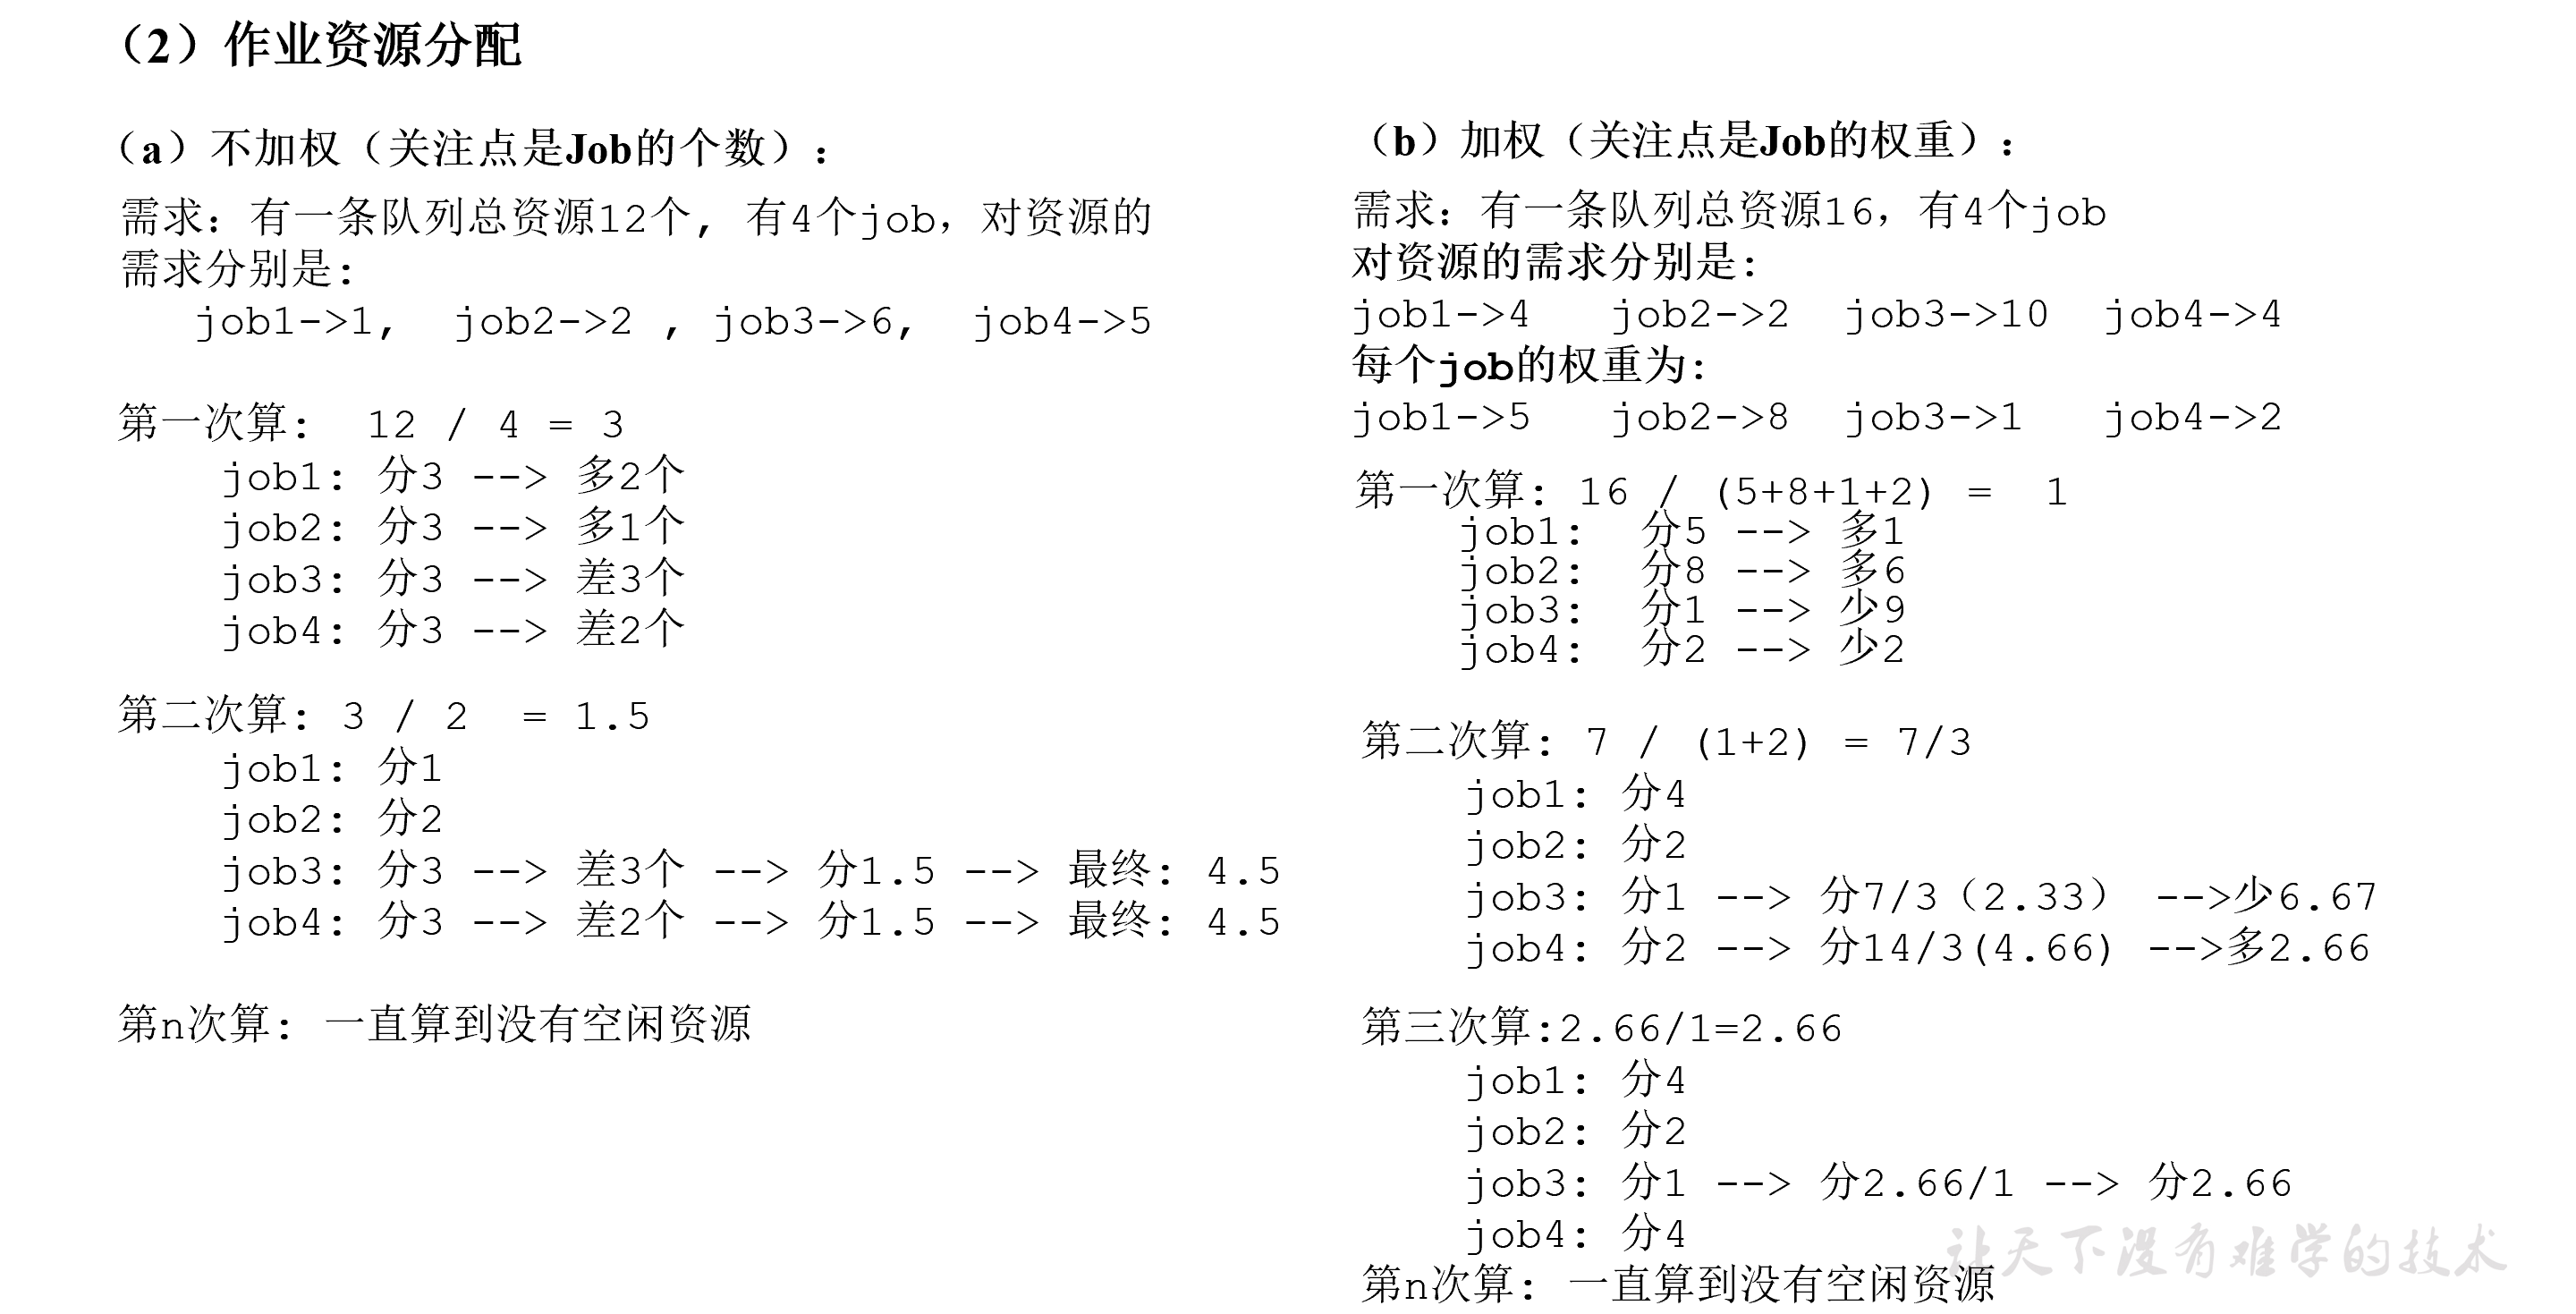 （2）作业资源分配
（a）不加权（关注点是Job的个数）：
需求：有一条队列总资源12个, 有4个job，对资源的
需求分别是:
job1->1,  job2->2 , job3->6,  job4->5
第一次算:  12 / 4 = 3
job1: 分3 --> 多2个
job2: 分3 --> 多1个
job3: 分3 --> 差3个
job4: 分3 --> 差2个
第二次算: 3 / 2  = 1.5
job1: 分1
job2: 分2
job3: 分3 --> 差3个 --> 分1.5 --> 最终: 4.5
job4: 分3 --> 差2个 --> 分1.5 --> 最终: 4.5
第n次算: 一直算到没有空闲资源
（b）加权（关注点是Job的权重）：
需求：有一条队列总资源16，有4个job
对资源的需求分别是:
job1->4   job2->2  job3->10  job4->4
每个job的权重为:
job1->5   job2->8  job3->1   job4->2
第一次算: 16 / (5+8+1+2) =  1
job1:  分5 --> 多1
job2:  分8 --> 多6
job3:  分1 --> 少9
job4:  分2 --> 少2
第二次算: 7 / (1+2) = 7/3
job1: 分4
job2: 分2
job3: 分1 --> 分7/3（2.33） -->少6.67
job4: 分2 --> 分14/3(4.66) -->多2.66
第三次算:2.66/1=2.66
job1: 分4
job2: 分2
job3: 分1 --> 分2.66/1 --> 分2.66
job4: 分4
第n次算: 一直算到没有空闲资源
让天下没有难学的技术